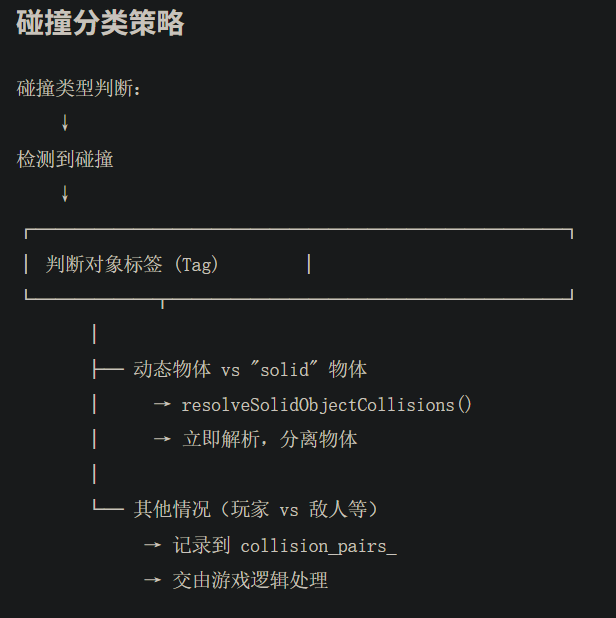 碰撞分类策略
碰撞类型判断:
↓
检测到碰撞
↓
┌─────────────────────────────────────────┐
│ 判断对象标签 (Tag)         │
└─────────────┬───────────────────────────┘
│
├── 动态物体 vs "solid" 物体
│     → resolveSolidObjectCollisions()
│     → 立即解析，分离物体
│
└── 其他情况（玩家 vs 敌人等）
→ 记录到 collision_pairs_
→ 交由游戏逻辑处理